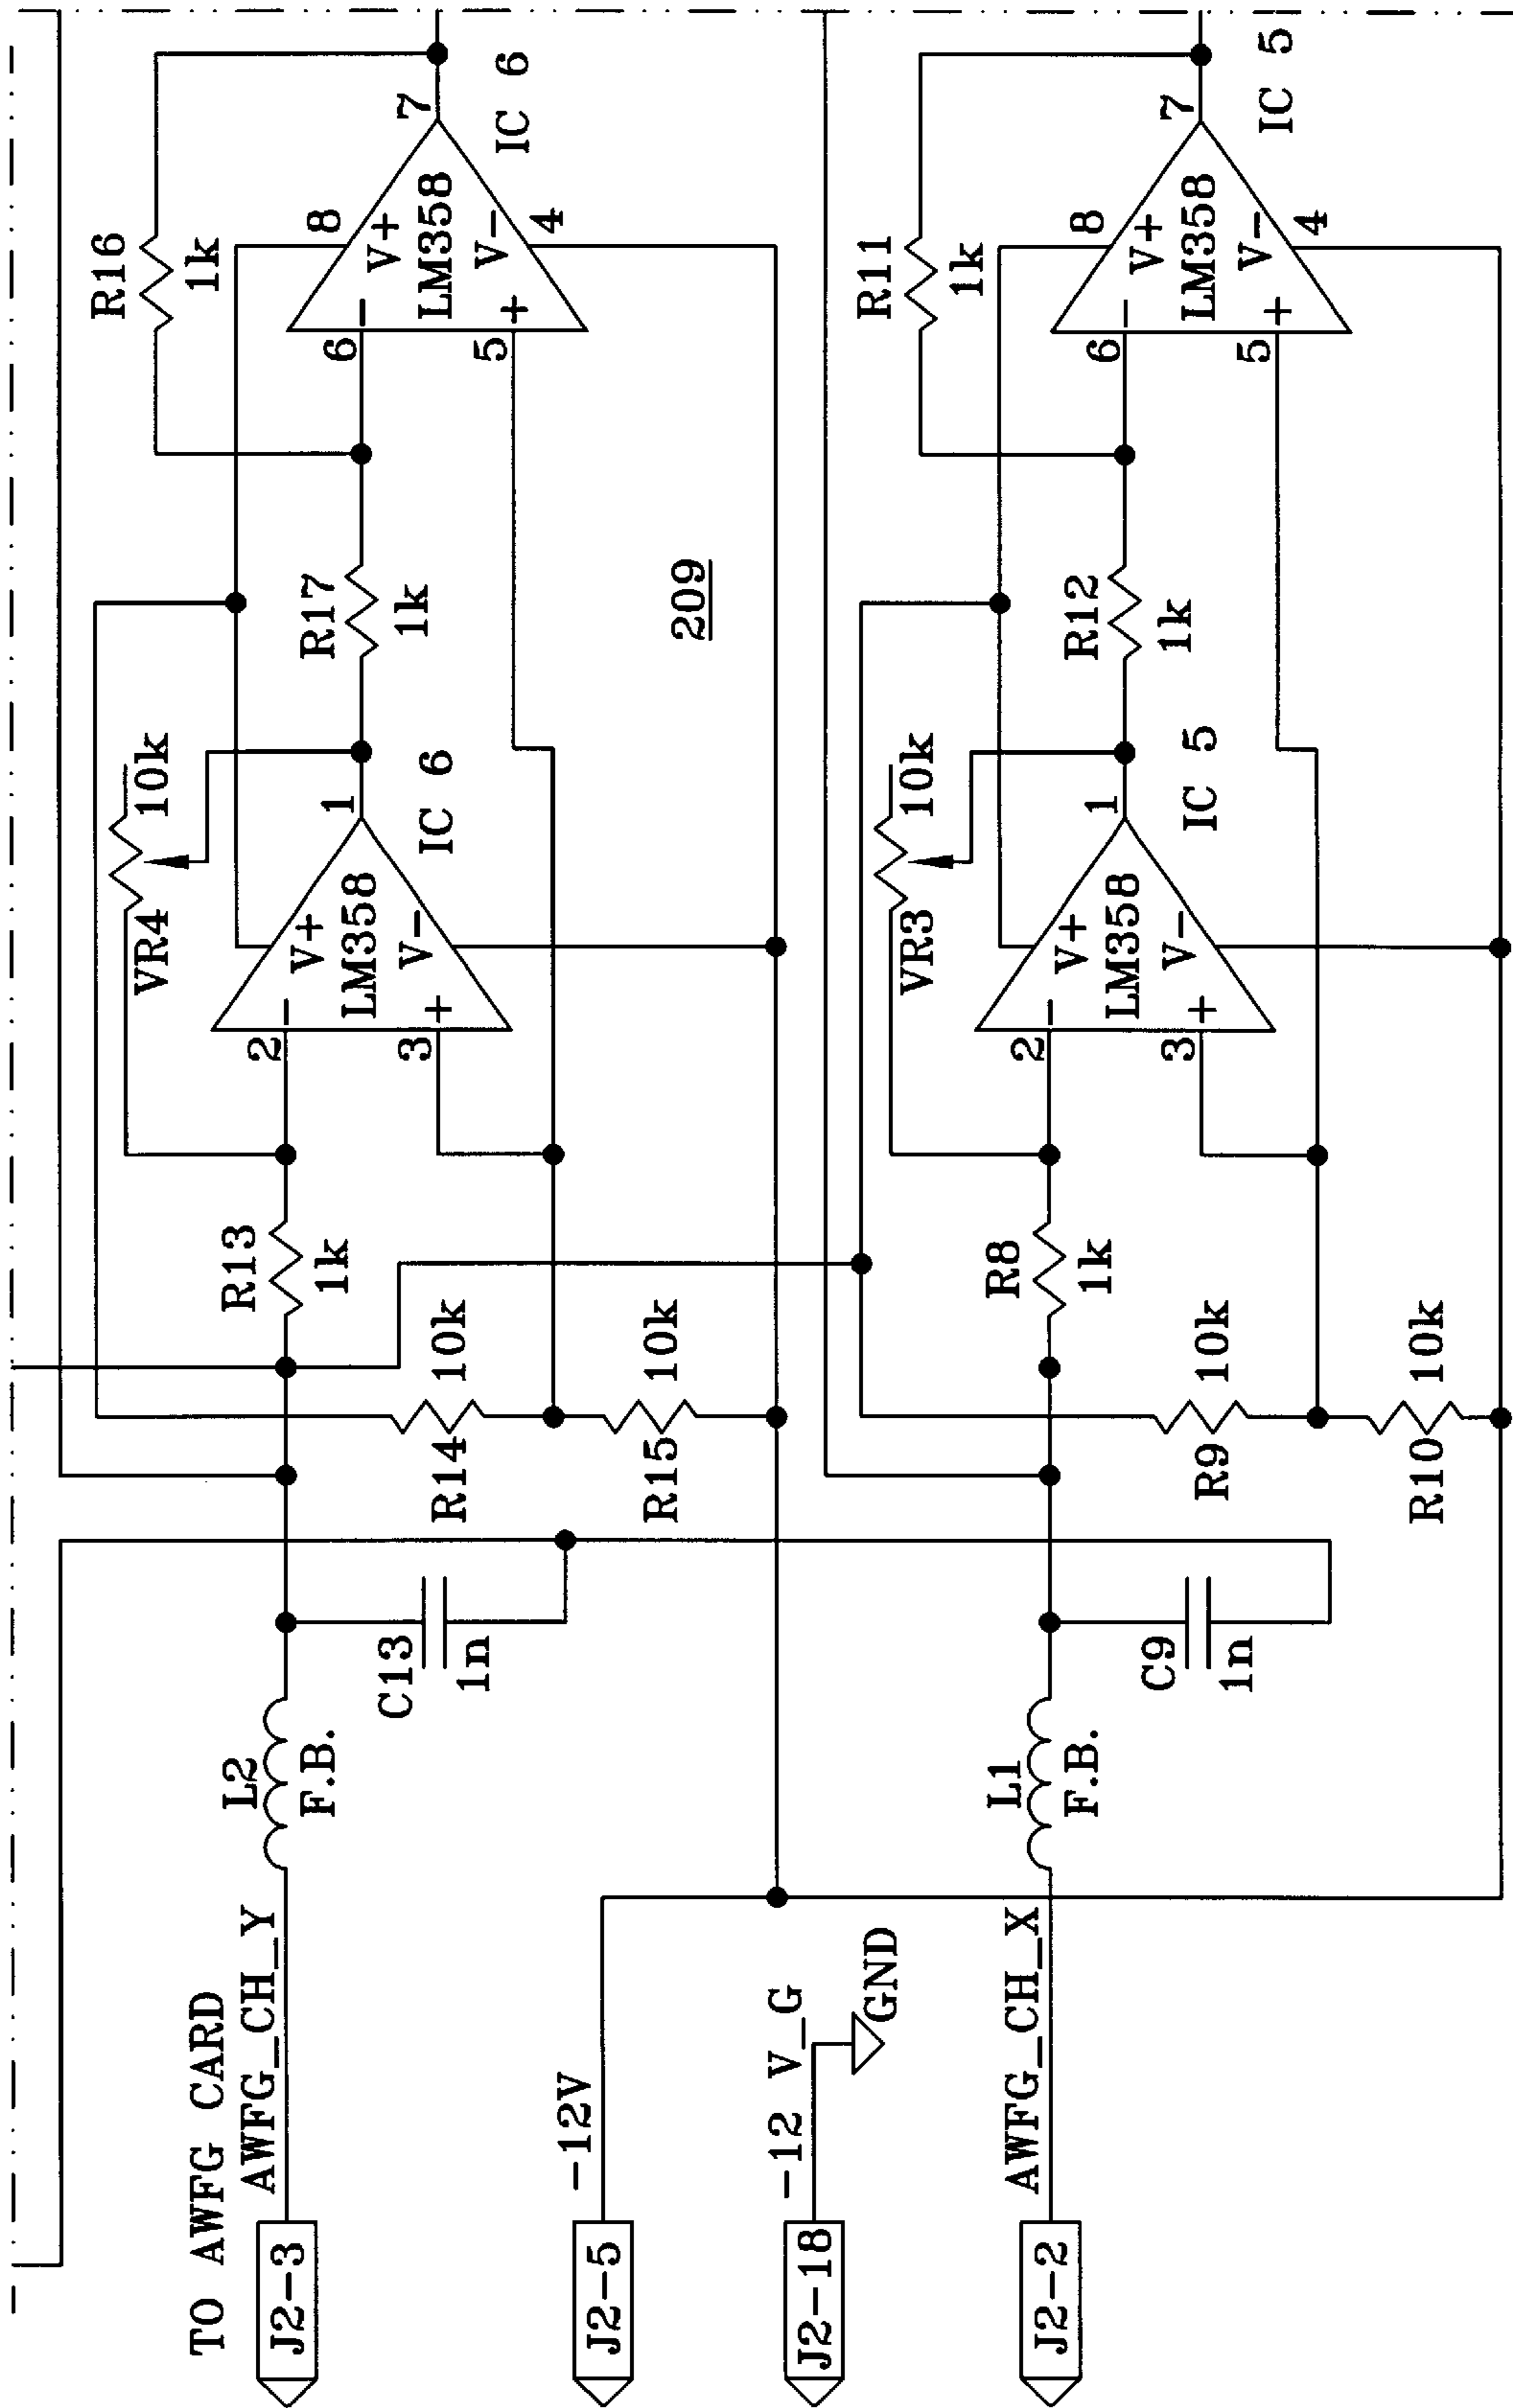 TO AWFG CARD
J2-3
AWFG_CH_Y
L2
F.B.
C13
1n
R13
1k
R14
10k
R15
10k
VR4
10k
2
-
3
+
V+
LM358
V-
1
IC 6
R17
1k
R16
1k
6
-
5
+
8
V+
LM358
V-
4
7
IC 6
209
J2-5
-12V
J2-18
-12 V_G
GND
J2-2
AWFG_CH_X
L1
F.B.
C9
1n
R8
1k
R9
10k
R10
10k
VR3
10k
2
-
3
+
V+
LM358
V-
1
IC 5
R12
1k
R11
1k
6
-
5
+
8
V+
LM358
V-
4
7
IC 5